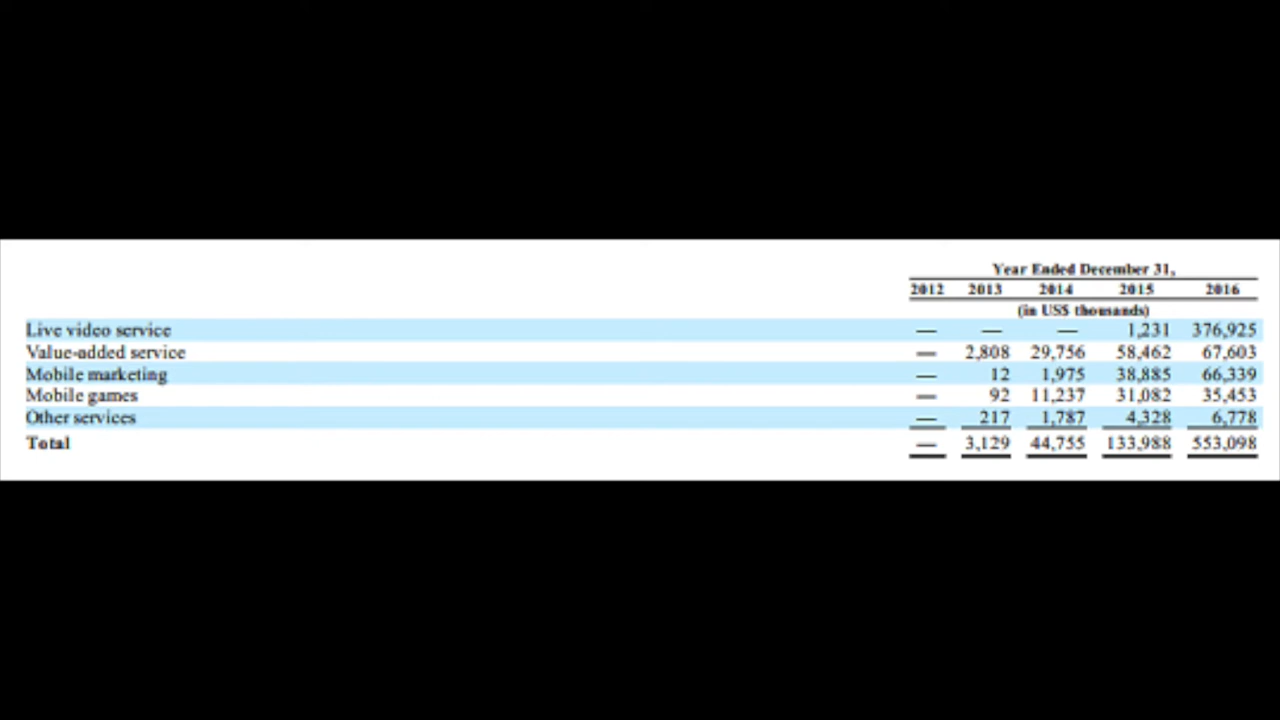 Year Ended December 31,
2012 2013 2014 2015 2016
(in US$ thousands)
Live video service — — — 1,231 376,925
Value-added service — 2,808 29,756 58,462 67,603
Mobile marketing — 12 1,975 38,885 66,339
Mobile games — 92 11,237 31,082 35,453
Other services — 217 1,787 4,328 6,778
Total — 3,129 44,755 133,988 553,098